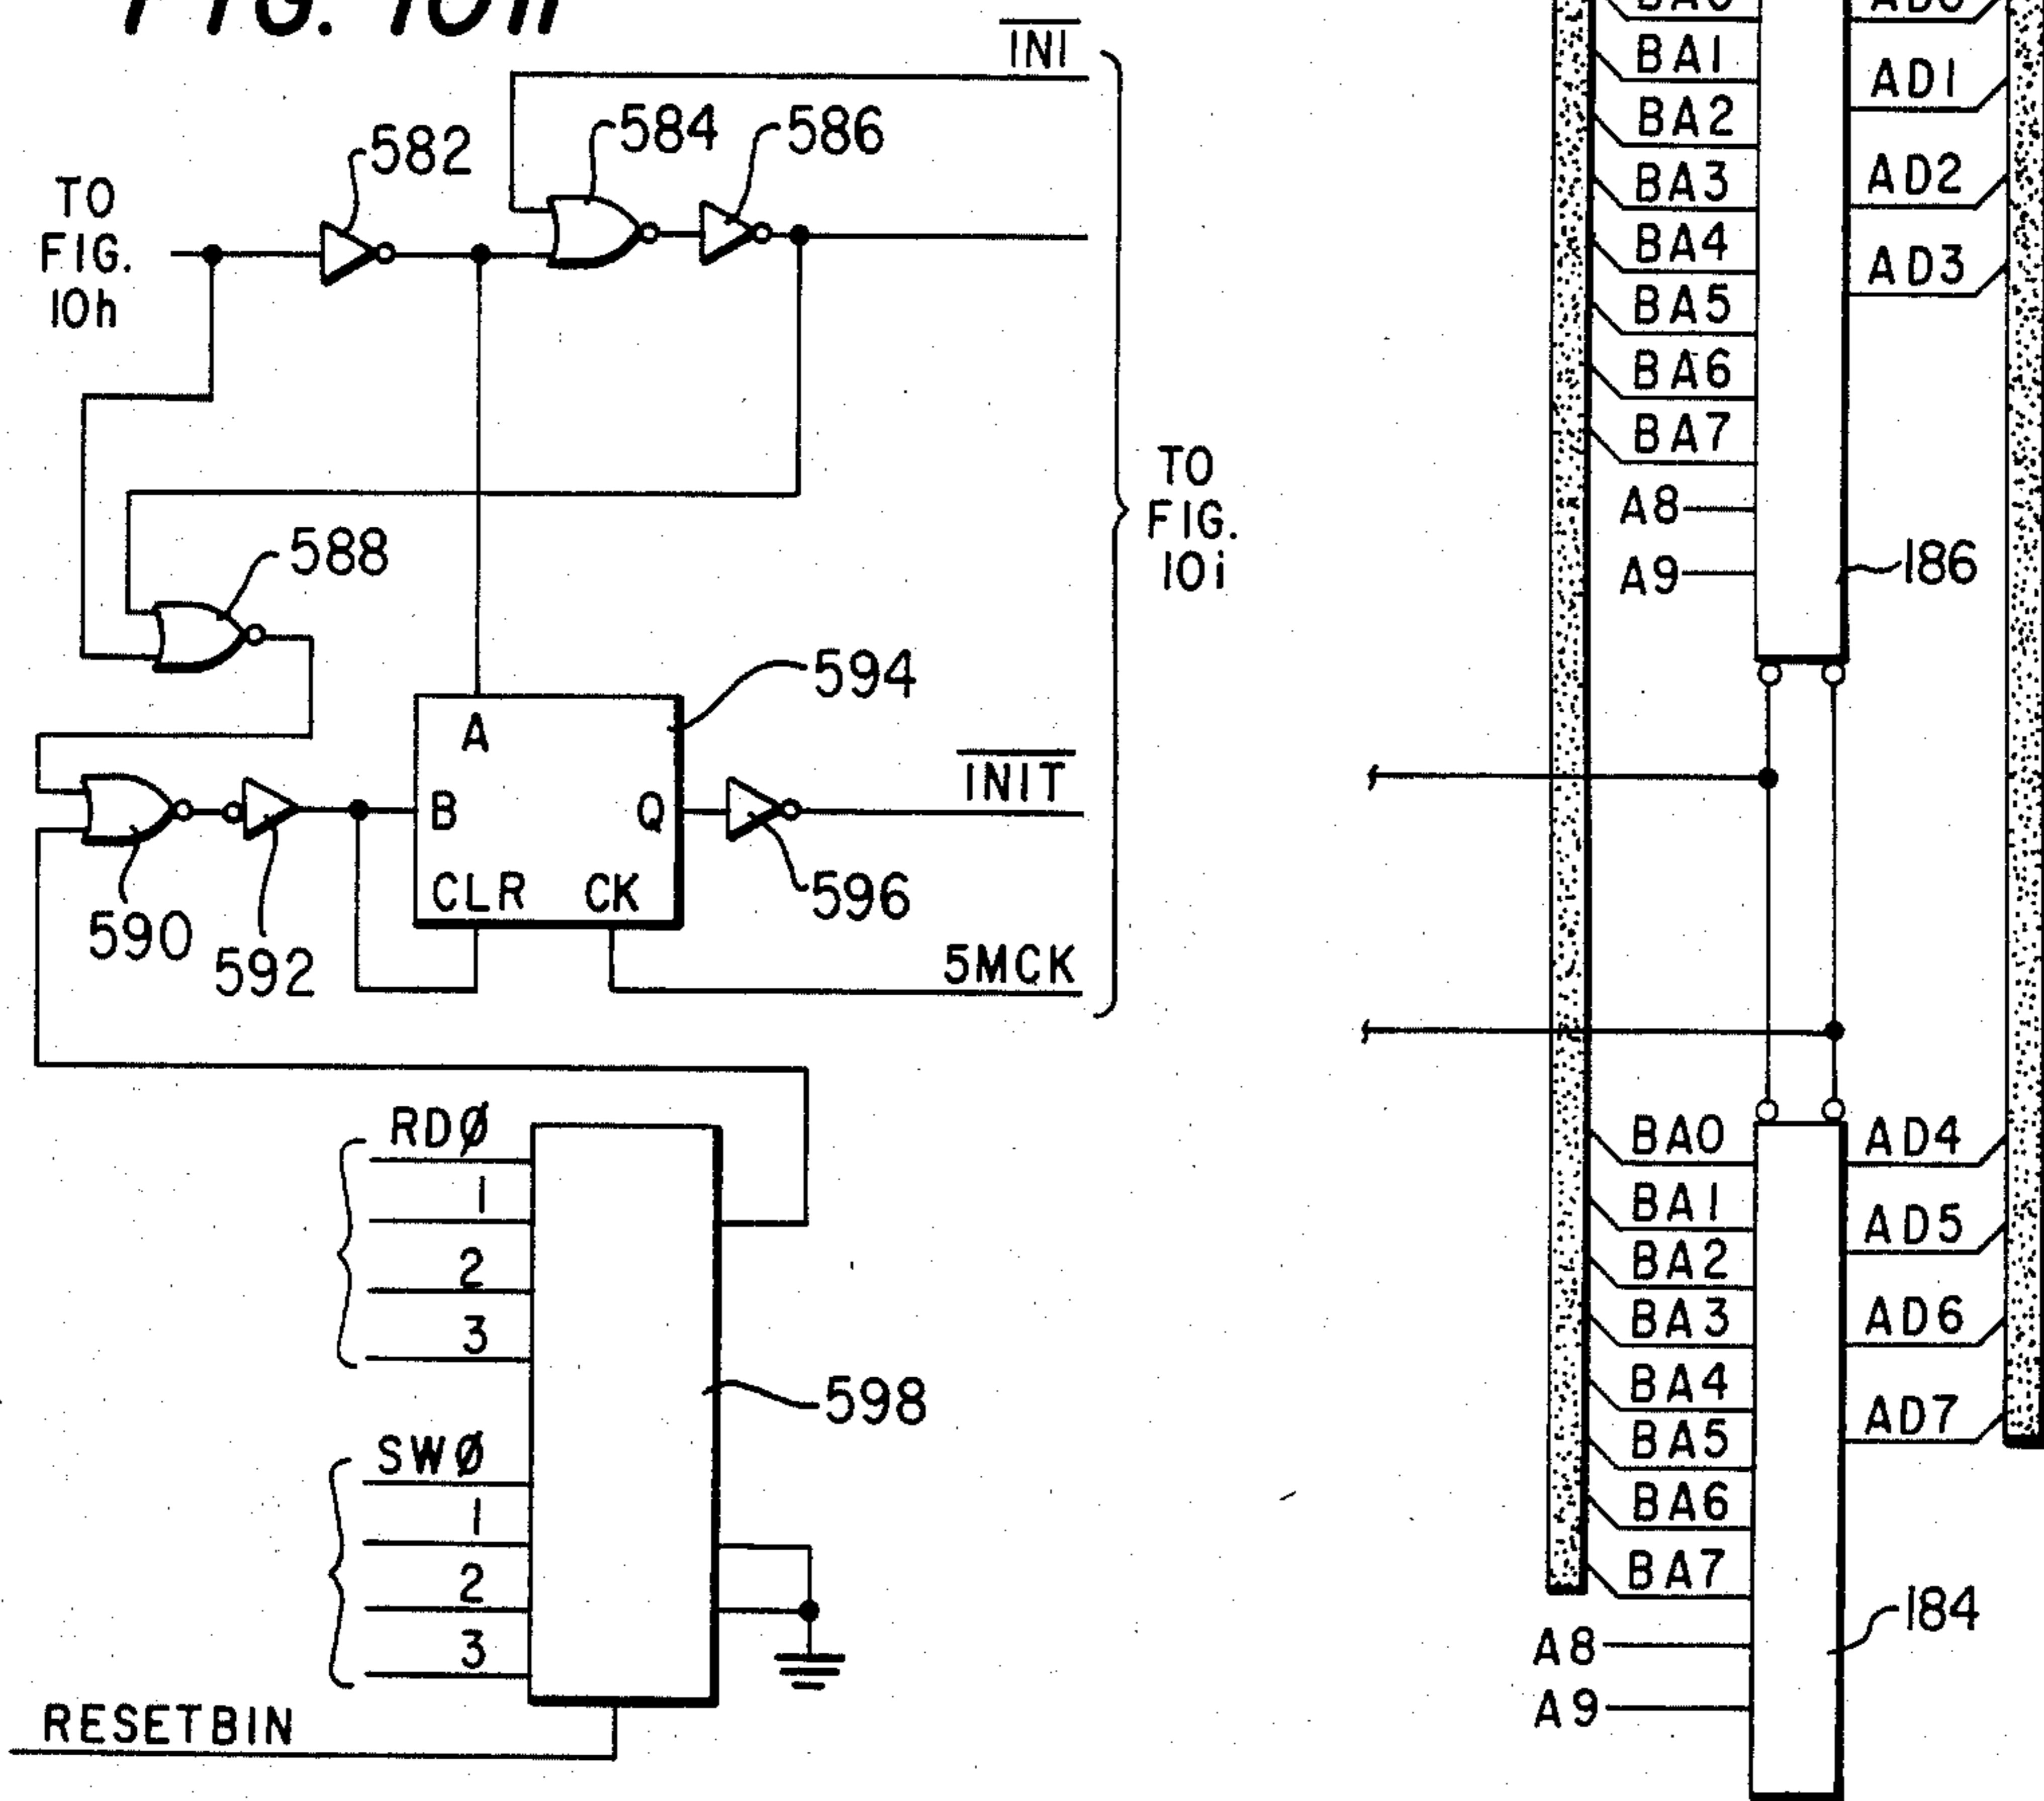 INI
582
584
586
TO
FIG.
10h
TO
FIG.
10i
588
594
A
B
Q
CLR
CK
INIT
590
592
596
5MCK
RDØ
1
2
3
598
SWØ
1
2
3
RESETBIN
BA1
BA2
BA3
BA4
BA5
BA6
BA7
A8
A9
AD1
AD2
AD3
186
BA0
BA1
BA2
BA3
BA4
BA5
BA6
BA7
A8
A9
AD4
AD5
AD6
AD7
184